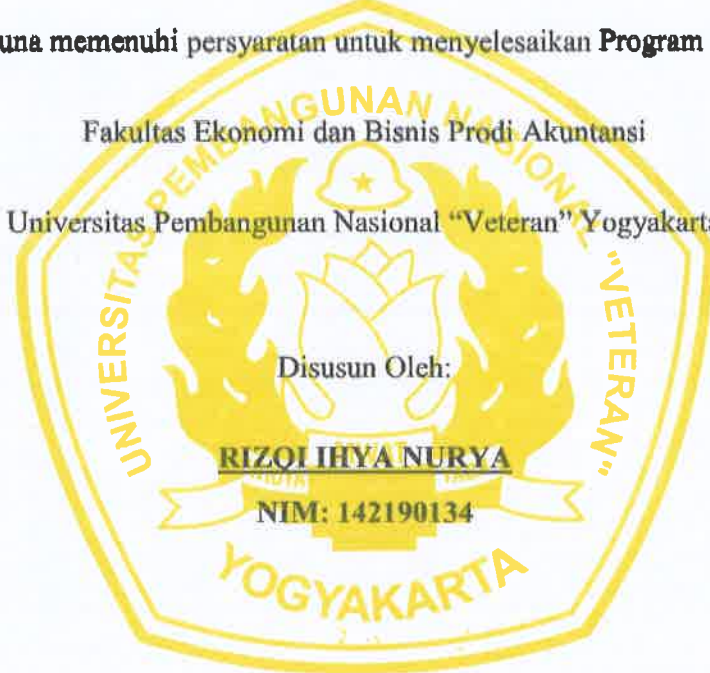 una memenuhi persyaratan untuk menyelesaikan Program
Fakultas Ekonomi dan Bisnis Prodi Akuntansi
Universitas Pembangunan Nasional “Veteran” Yogyakarta
Disusun Oleh:
RIZQI IHYA NURYA
NIM: 142190134
UNIVERSITAS PEMBANGUNAN NASIONAL "VETERAN"
YOGYAKARTA